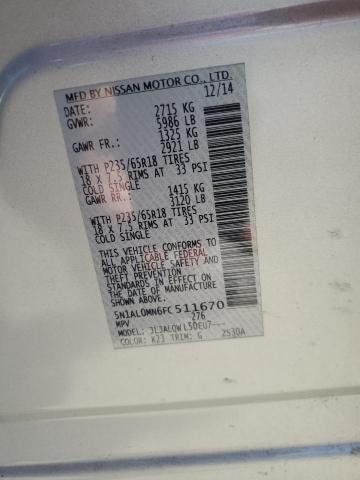 MFD BY NISSAN MOTOR CO., LTD.
DATE: 12/14
GVWR: 2715 KG
5986 LB
GAWR FR.: 1325 KG
2921 LB
WITH P235/65R18 TIRES
18 X 7.5 RIMS AT 33 PSI
COLD SINGLE
GAWR RR.: 1415 KG
3120 LB
WITH P235/65R18 TIRES
18 X 7.5 RIMS AT 33 PSI
COLD SINGLE
THIS VEHICLE CONFORMS TO
ALL APPLICABLE FEDERAL
MOTOR VEHICLE SAFETY AND
THEFT PREVENTION
STANDARDS IN EFFECT ON
THE DATE OF MANUFACTURE
SHOWN ABOVE.
5N1AL0MN6FC511670
MPV 276
MODEL: JLJALQWL50EU7---
COLOR: K23 TRIM: G 2530A